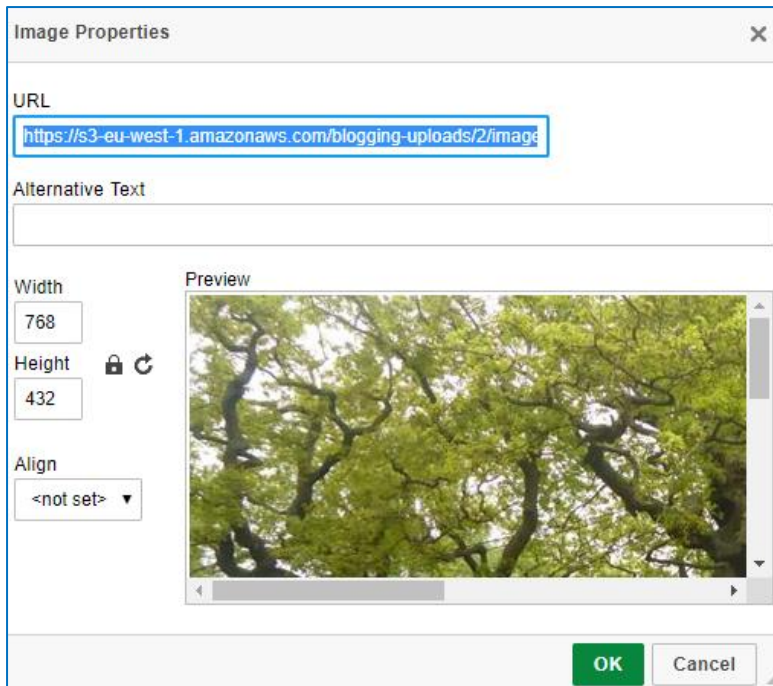 Image Properties
URL
https://s3-eu-west-1.amazonaws.com/blogging-uploads/2/image
Alternative Text
Width
Preview
768
Height
432
Align
<not set>
OK
Cancel